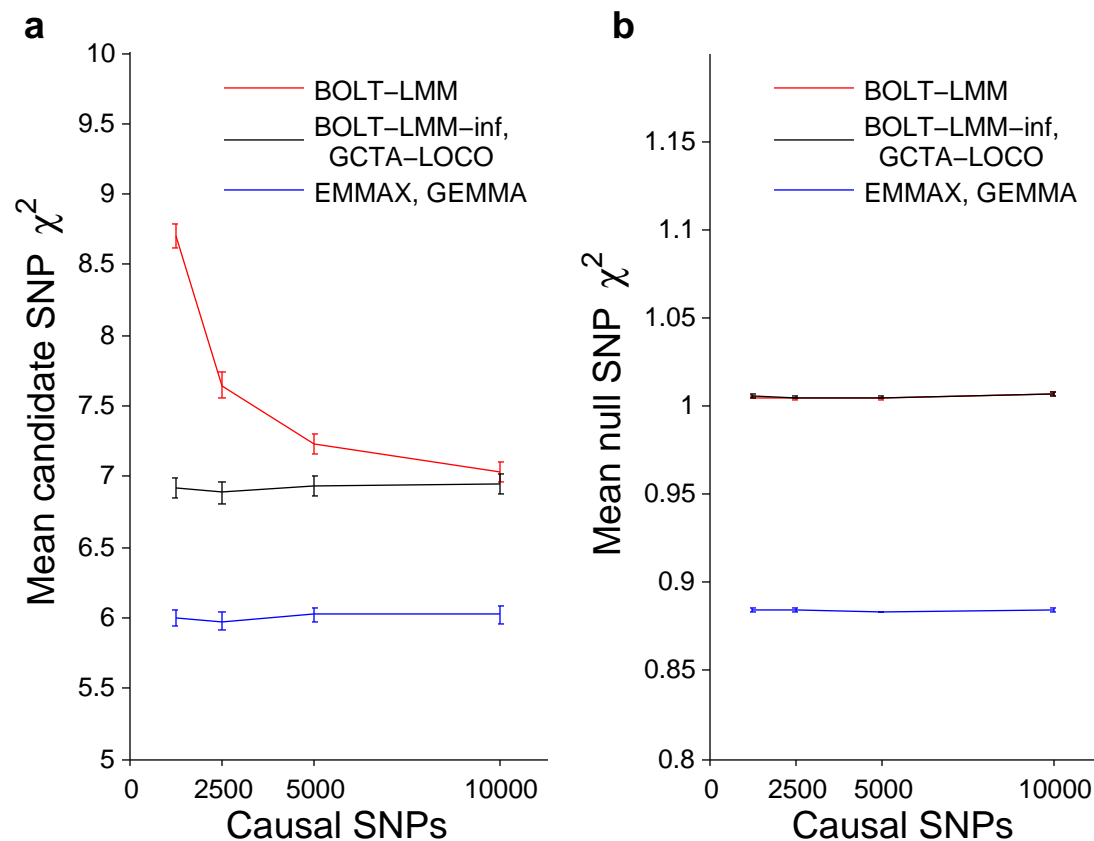 a
10
9.5
9
8.5
8
7.5
7
6.5
6
5.5
5
Mean candidate SNP χ²
BOLT−LMM
BOLT−LMM−inf,
GCTA−LOCO
EMMAX, GEMMA
0 2500 5000 10000
Causal SNPs
b
1.15
1.1
1.05
1
0.95
0.9
0.85
0.8
Mean null SNP χ²
BOLT−LMM
BOLT−LMM−inf,
GCTA−LOCO
EMMAX, GEMMA
0 2500 5000 10000
Causal SNPs